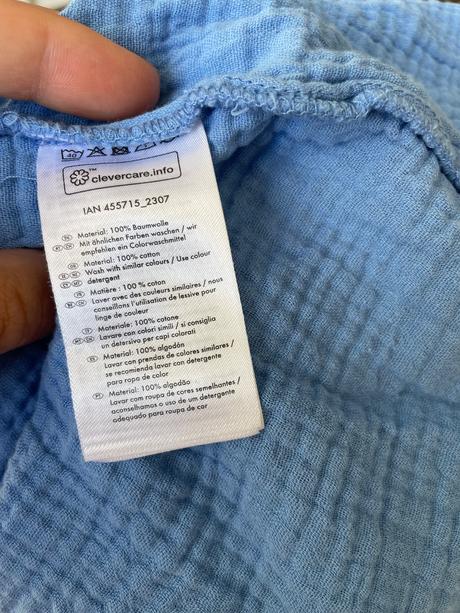 40
clevercare.info
IAN 455715_2307
Material: 100% Baumwolle
Mit ähnlichen Farben waschen / wir
empfehlen ein Colorwaschmittel
Material: 100% cotton
Wash with similar colours / Use colour
detergent
Matière : 100 % coton
Laver avec des couleurs similaires / nous
conseillons l'utilisation de lessive pour
linge de couleur
Materiale: 100% cotone
Lavare con colori simili / si consiglia
un detersivo per capi colorati
Material: 100% algodón
Lavar con prendas de colores similares /
se recomienda lavar con detergente
para ropa de color
Material: 100% algodão
Lavar com roupa de cores semelhantes /
aconselhamos o uso de um detergente
adequado para roupa de cor